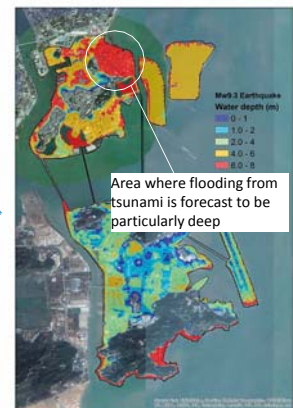 Mw9.3 Earthquake
Water depth (m)
0 - 1
1.0 - 2
2.0 - 4
4.0 - 6
6.0 - 8
Area where flooding from
tsunami is forecast to be
particularly deep